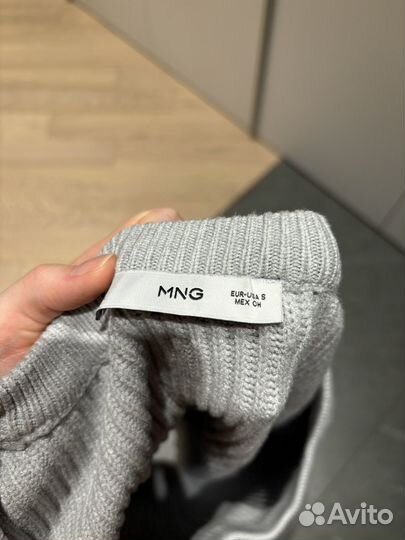 MNG
EUR-USA S
MEX CH
Avito